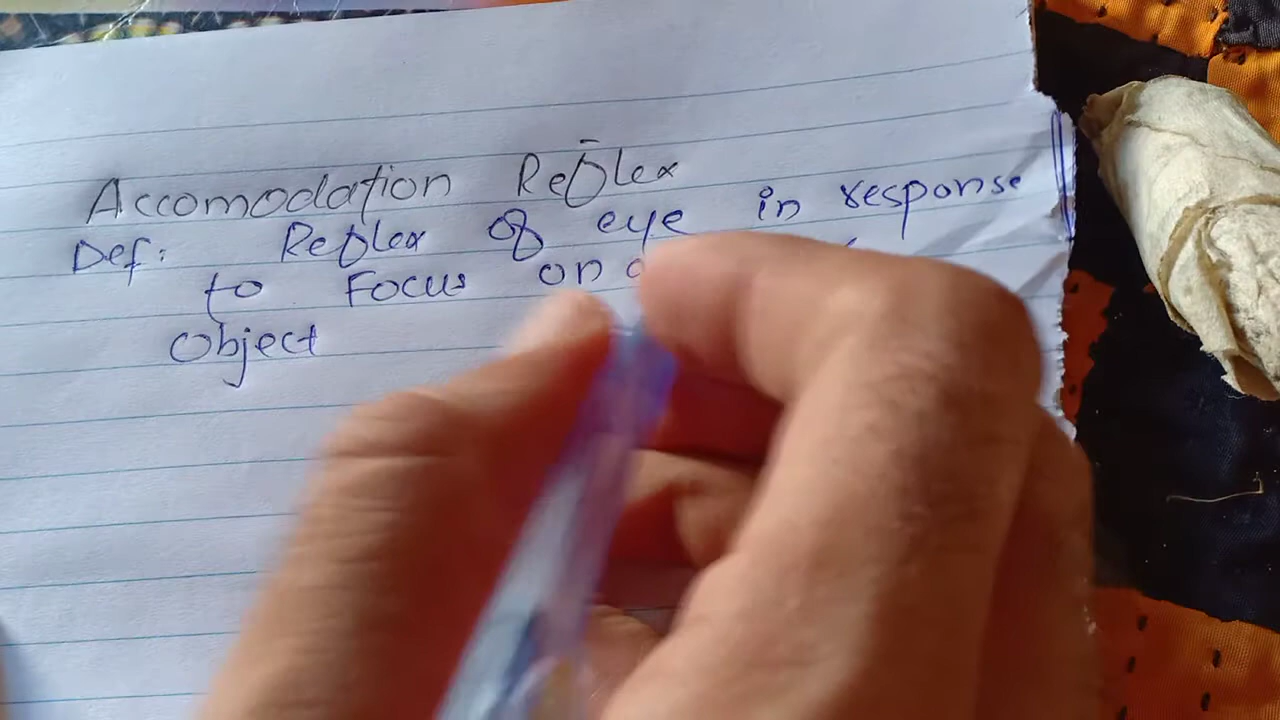 Accomodation Reflex
Def: Reflex of eye in response
to Focus on
object